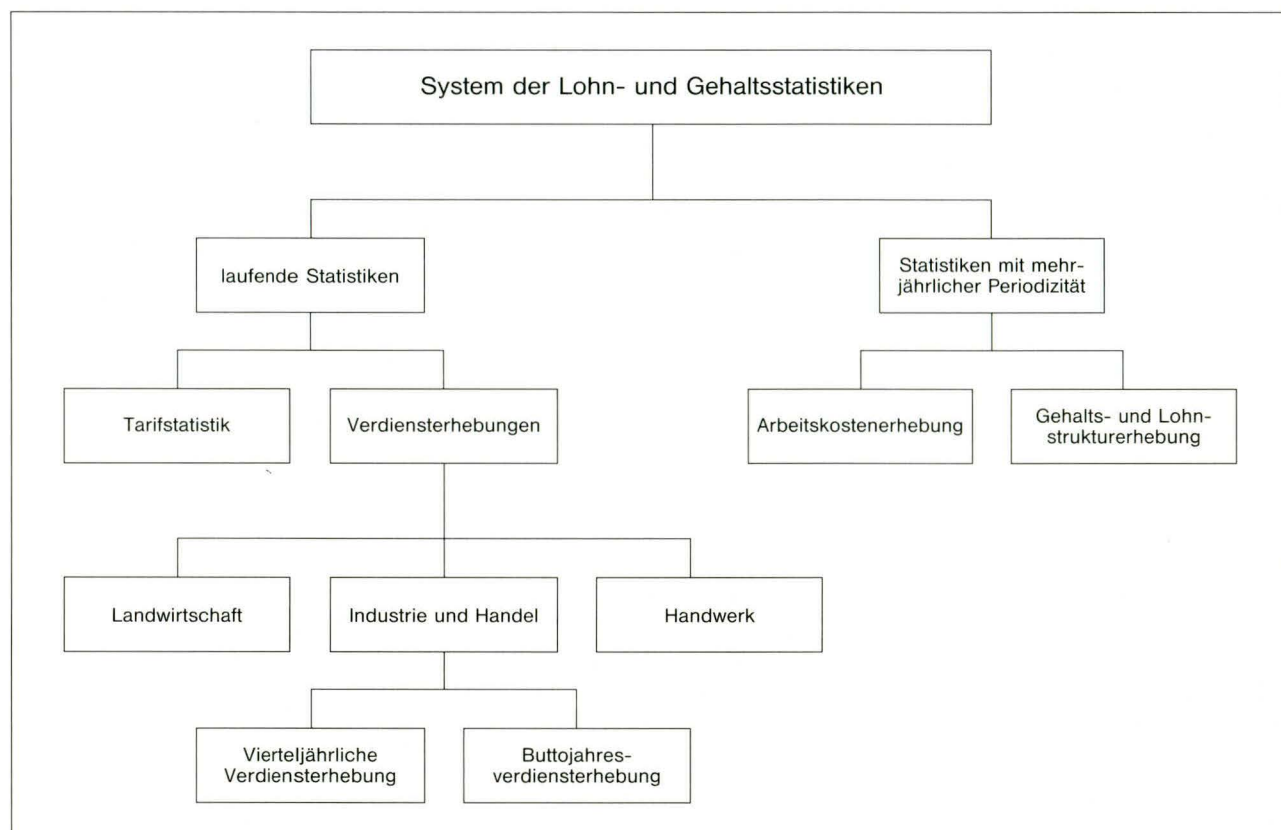 System der Lohn- und Gehaltsstatistiken
laufende Statistiken
Statistiken mit mehr-
jährlicher Periodizität
Tarifstatistik
Verdiensterhebungen
Arbeitskostenerhebung
Gehalts- und Lohn-
strukturerhebung
Landwirtschaft
Industrie und Handel
Handwerk
Vierteljährliche
Verdiensterhebung
Buttojahres-
verdiensterhebung